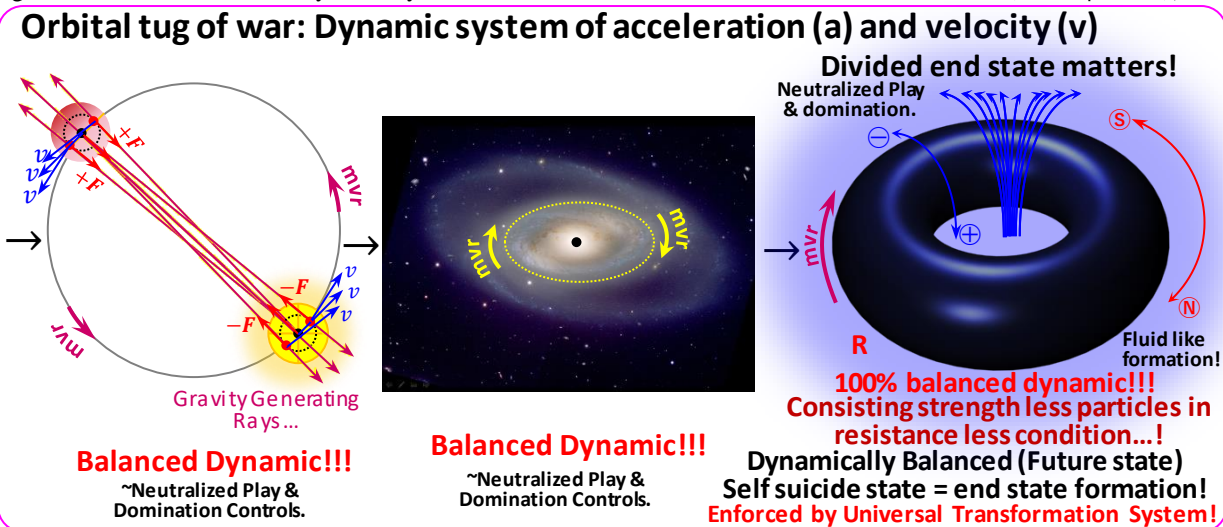 Orbital tug of war: Dynamic system of acceleration (a) and velocity (v)
+F
+F
v
v
v
mvr
mvr
-F
-F
v
v
v
Gravity Generating
Rays...
Balanced Dynamic!!!
~Neutralized Play &
Domination Controls.
mvr
mvr
Balanced Dynamic!!!
~Neutralized Play &
Domination Controls.
Divided end state matters!
Neutralized Play
& domination.
−
+
S
N
mvr
R
Fluid like
formation!
100% balanced dynamic!!!
Consisting strength less particles in
resistance less condition...!
Dynamically Balanced (Future state)
Self suicide state = end state formation!
Enforced by Universal Transformation System!